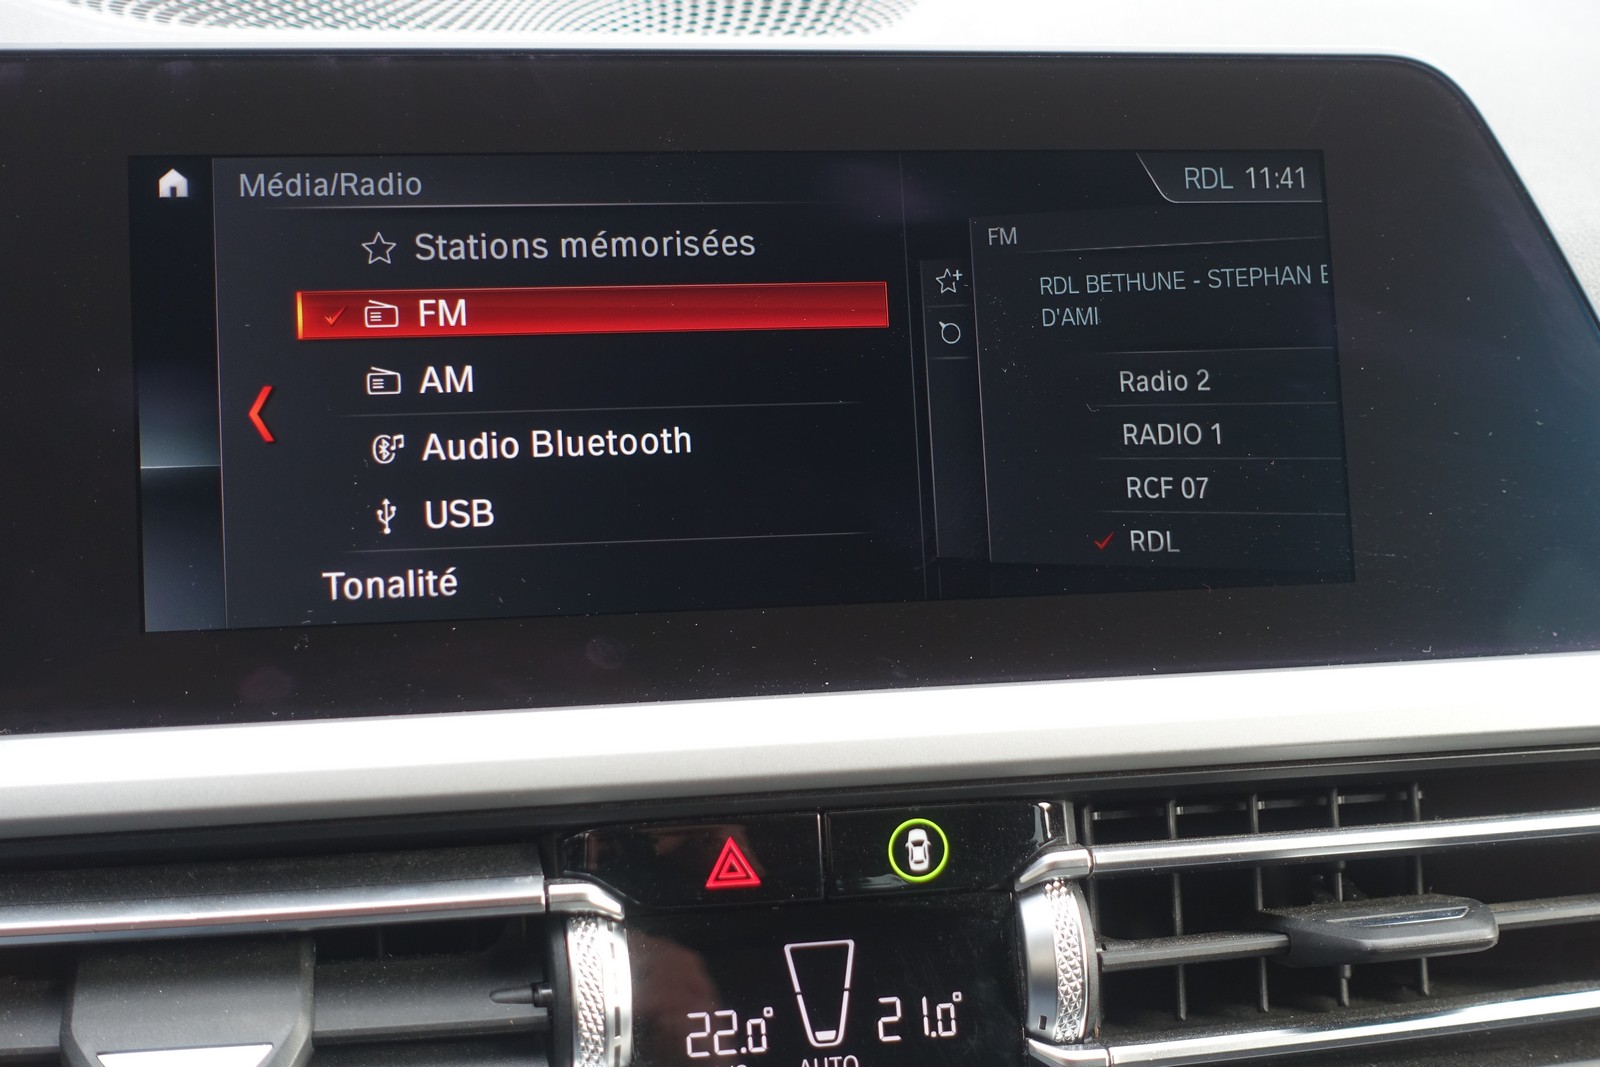 Média/Radio
RDL 11:41
Stations mémorisées
FM
AM
Audio Bluetooth
USB
Tonalité
FM
RDL BETHUNE - STEPHAN
D'AMI
Radio 2
RADIO 1
RCF 07
RDL
22.0°
21.0°
AUTO